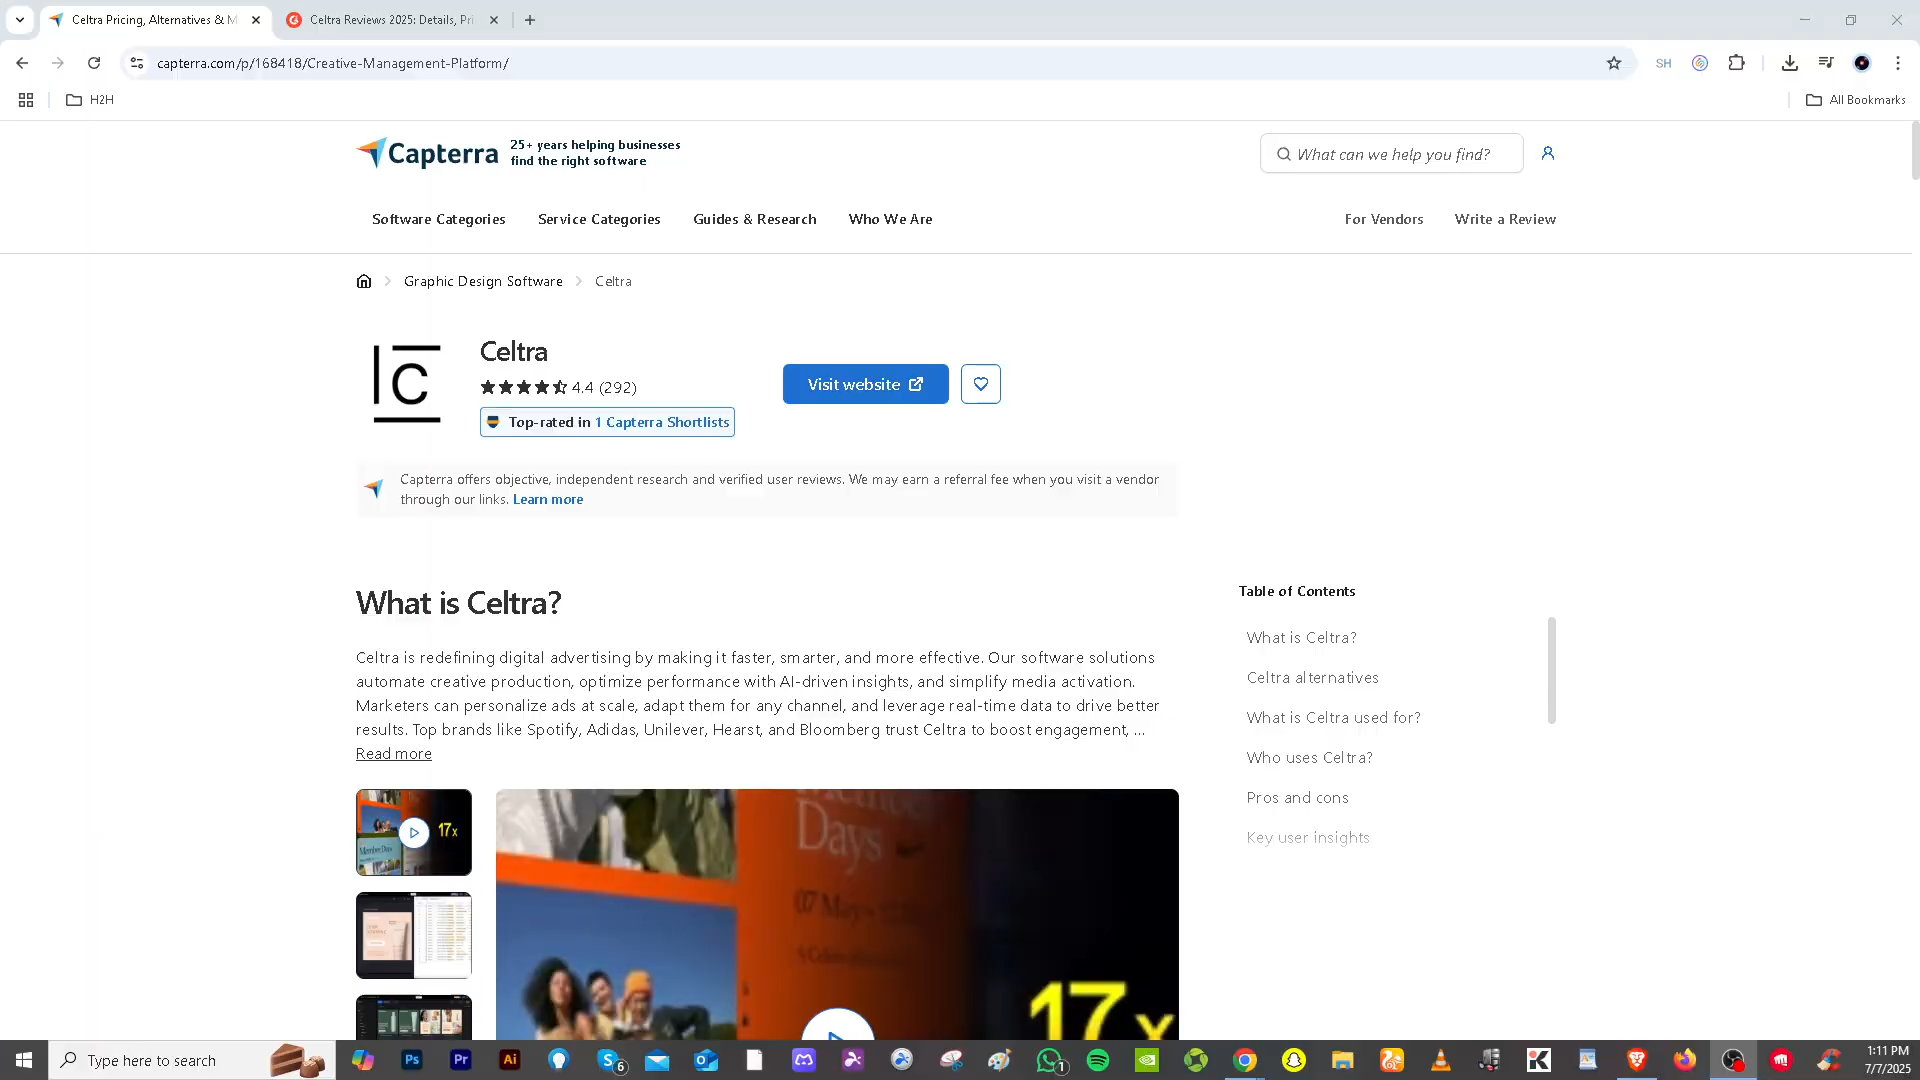 Celtra Pricing, Alternatives & M
Celtra Reviews 2025: Details, Pri
capterra.com/p/168418/Creative-Management-Platform/
SH
H2H
All Bookmarks
Capterra
25+ years helping businesses
find the right software
What can we help you find?
Software Categories
Service Categories
Guides & Research
Who We Are
For Vendors
Write a Review
Graphic Design Software
Celtra
C
Celtra
4.4 (292)
Top-rated in 1 Capterra Shortlists
Visit website
Capterra offers objective, independent research and verified user reviews. We may earn a referral fee when you visit a vendor
through our links. Learn more
What is Celtra?
Celtra is redefining digital advertising by making it faster, smarter, and more effective. Our software solutions
automate creative production, optimize performance with AI-driven insights, and simplify media activation.
Marketers can personalize ads at scale, adapt them for any channel, and leverage real-time data to drive better
results. Top brands like Spotify, Adidas, Unilever, Hearst, and Bloomberg trust Celtra to boost engagement, ...
Read more
Table of Contents
What is Celtra?
Celtra alternatives
What is Celtra used for?
Who uses Celtra?
Pros and cons
Key user insights
Member Days
17x
Days
07 May
17x
Type here to search
Ps
Pr
Ai
6
1
1:11 PM
7/7/2025